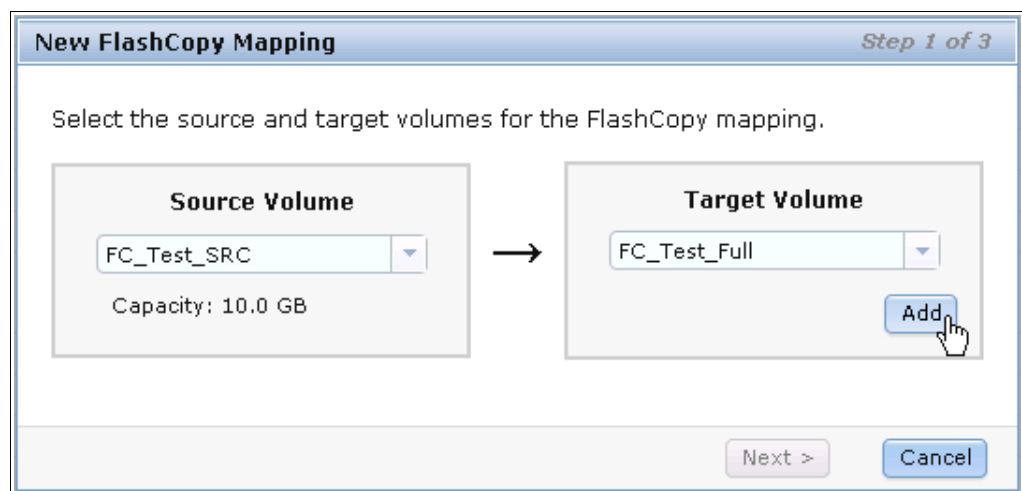 New FlashCopy Mapping
Step 1 of 3
Select the source and target volumes for the FlashCopy mapping.
Source Volume
FC_Test_SRC
Capacity: 10.0 GB
Target Volume
FC_Test_Full
Add
Next >
Cancel